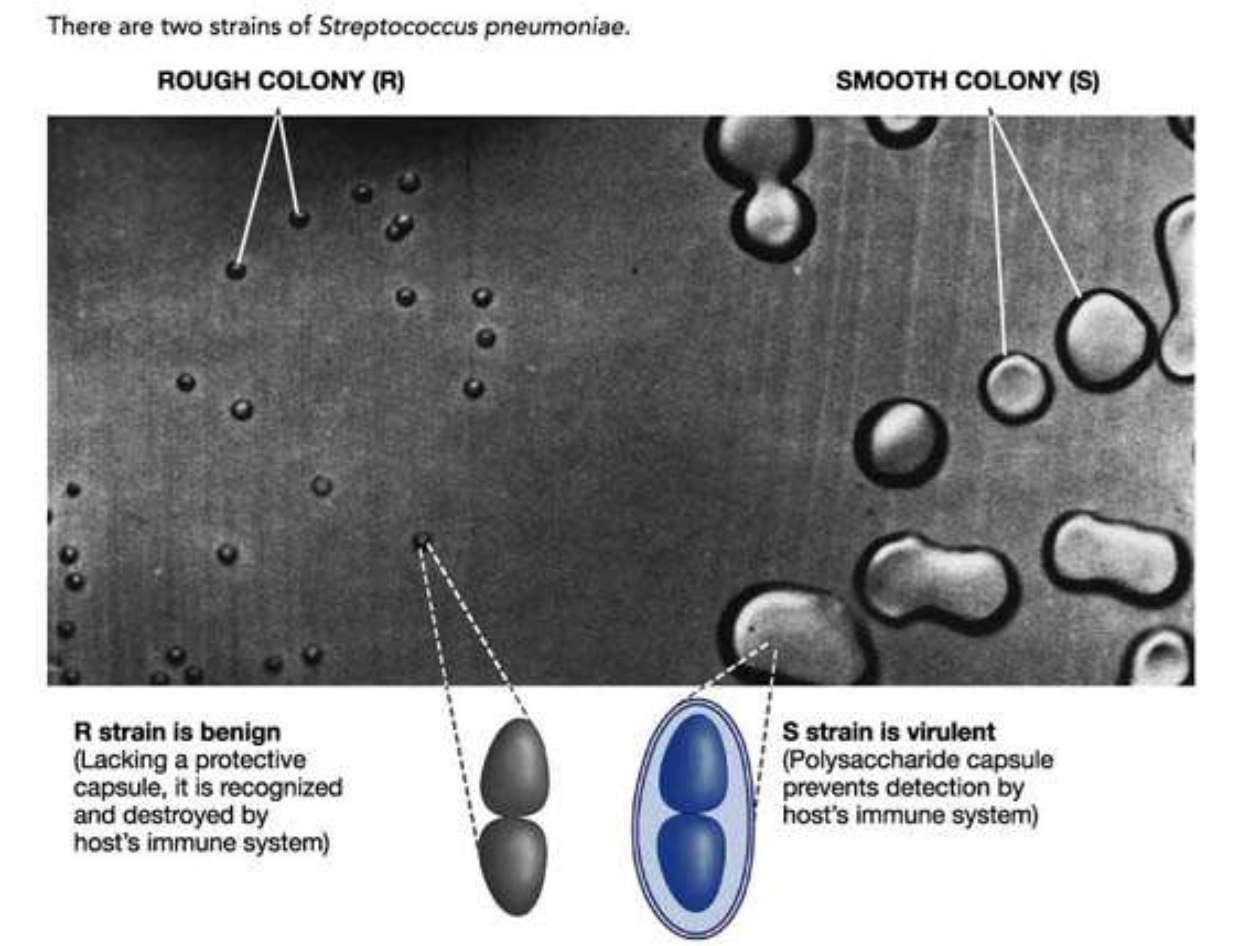 There are two strains of Streptococcus pneumoniae.
ROUGH COLONY (R)
SMOOTH COLONY (S)
R strain is benign
(Lacking a protective
capsule, it is recognized
and destroyed by
host's immune system)
S strain is virulent
(Polysaccharide capsule
prevents detection by
host's immune system)